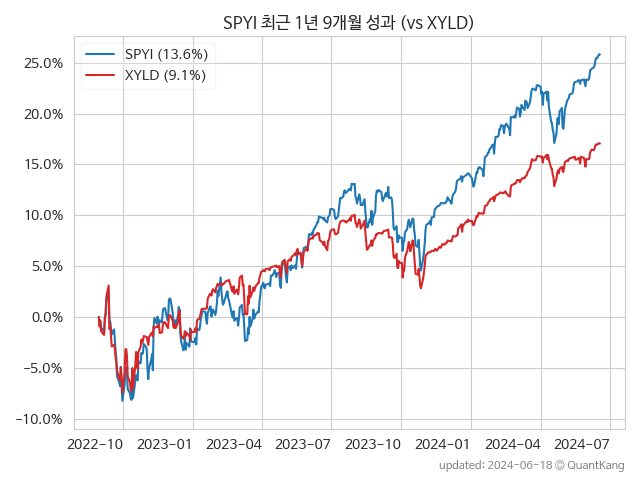 SPYI 최근 1년 9개월 성과 (vs XYLD)
SPYI (13.6%)
XYLD (9.1%)
25.0%
20.0%
15.0%
10.0%
5.0%
0.0%
−5.0%
−10.0%
2022-10 2023-01 2023-04 2023-07 2023-10 2024-01 2024-04 2024-07
updated: 2024-06-18 © QuantKang